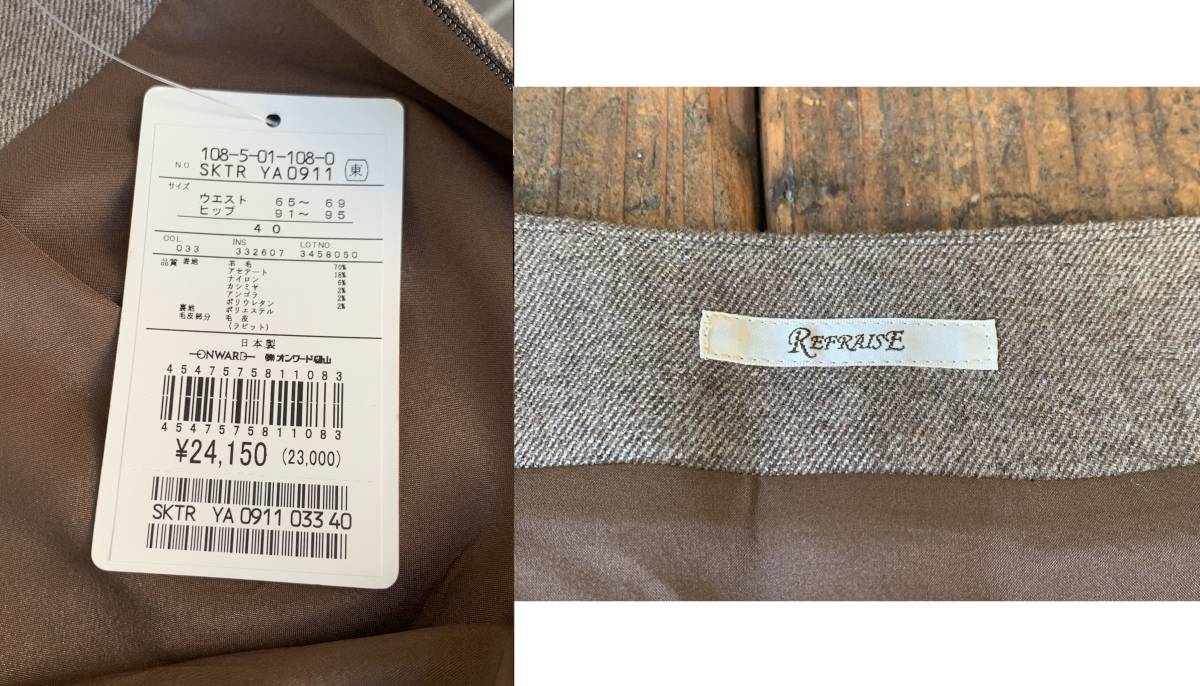 108-5-01-108-0
NO SKTR YA0911 東
サイズ
ウエスト 65～ 69
ヒップ 91～ 95
40
COL INS LOTNO
033 332607 3458050
品質 表地 羊毛 70%
アセテート 18%
ナイロン 6%
カシミヤ 2%
アンゴラ 2%
ポリウレタン 2%
裏地 ポリエステル
毛皮部分 毛皮
(ラビット)
日本製
ONWARD ㈱オンワード樫山
4547575811083
4547575811083
¥24,150 (23,000)
SKTR YA 0911 033 40
REFRAISE